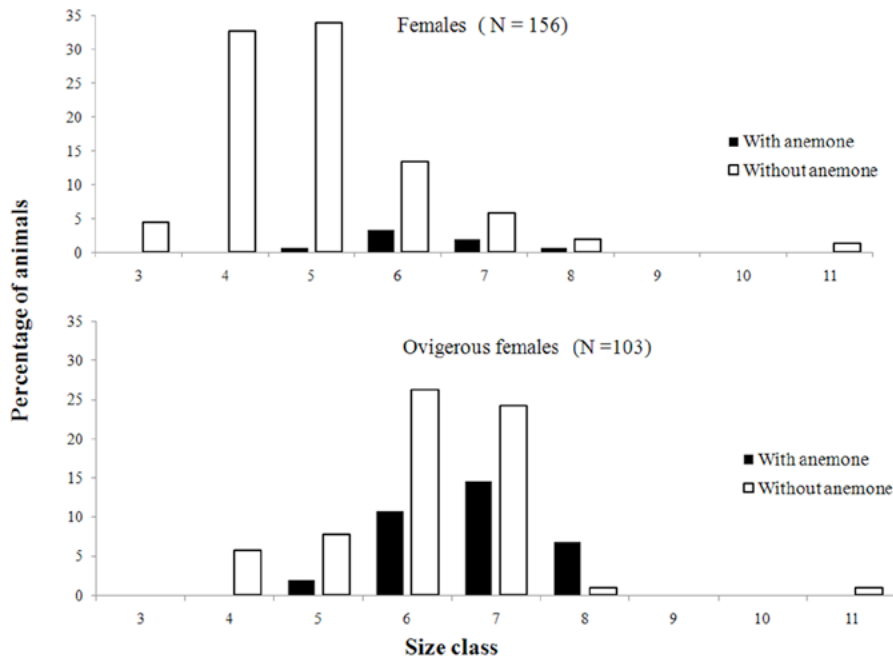 Females ( N = 156)
35
30
25
20
15
10
5
0
With anemone
Without anemone
3 4 5 6 7 8 9 10 11
Percentage of animals
Ovigerous females (N =103)
35
30
25
20
15
10
5
0
With anemone
Without anemone
3 4 5 6 7 8 9 10 11
Size class